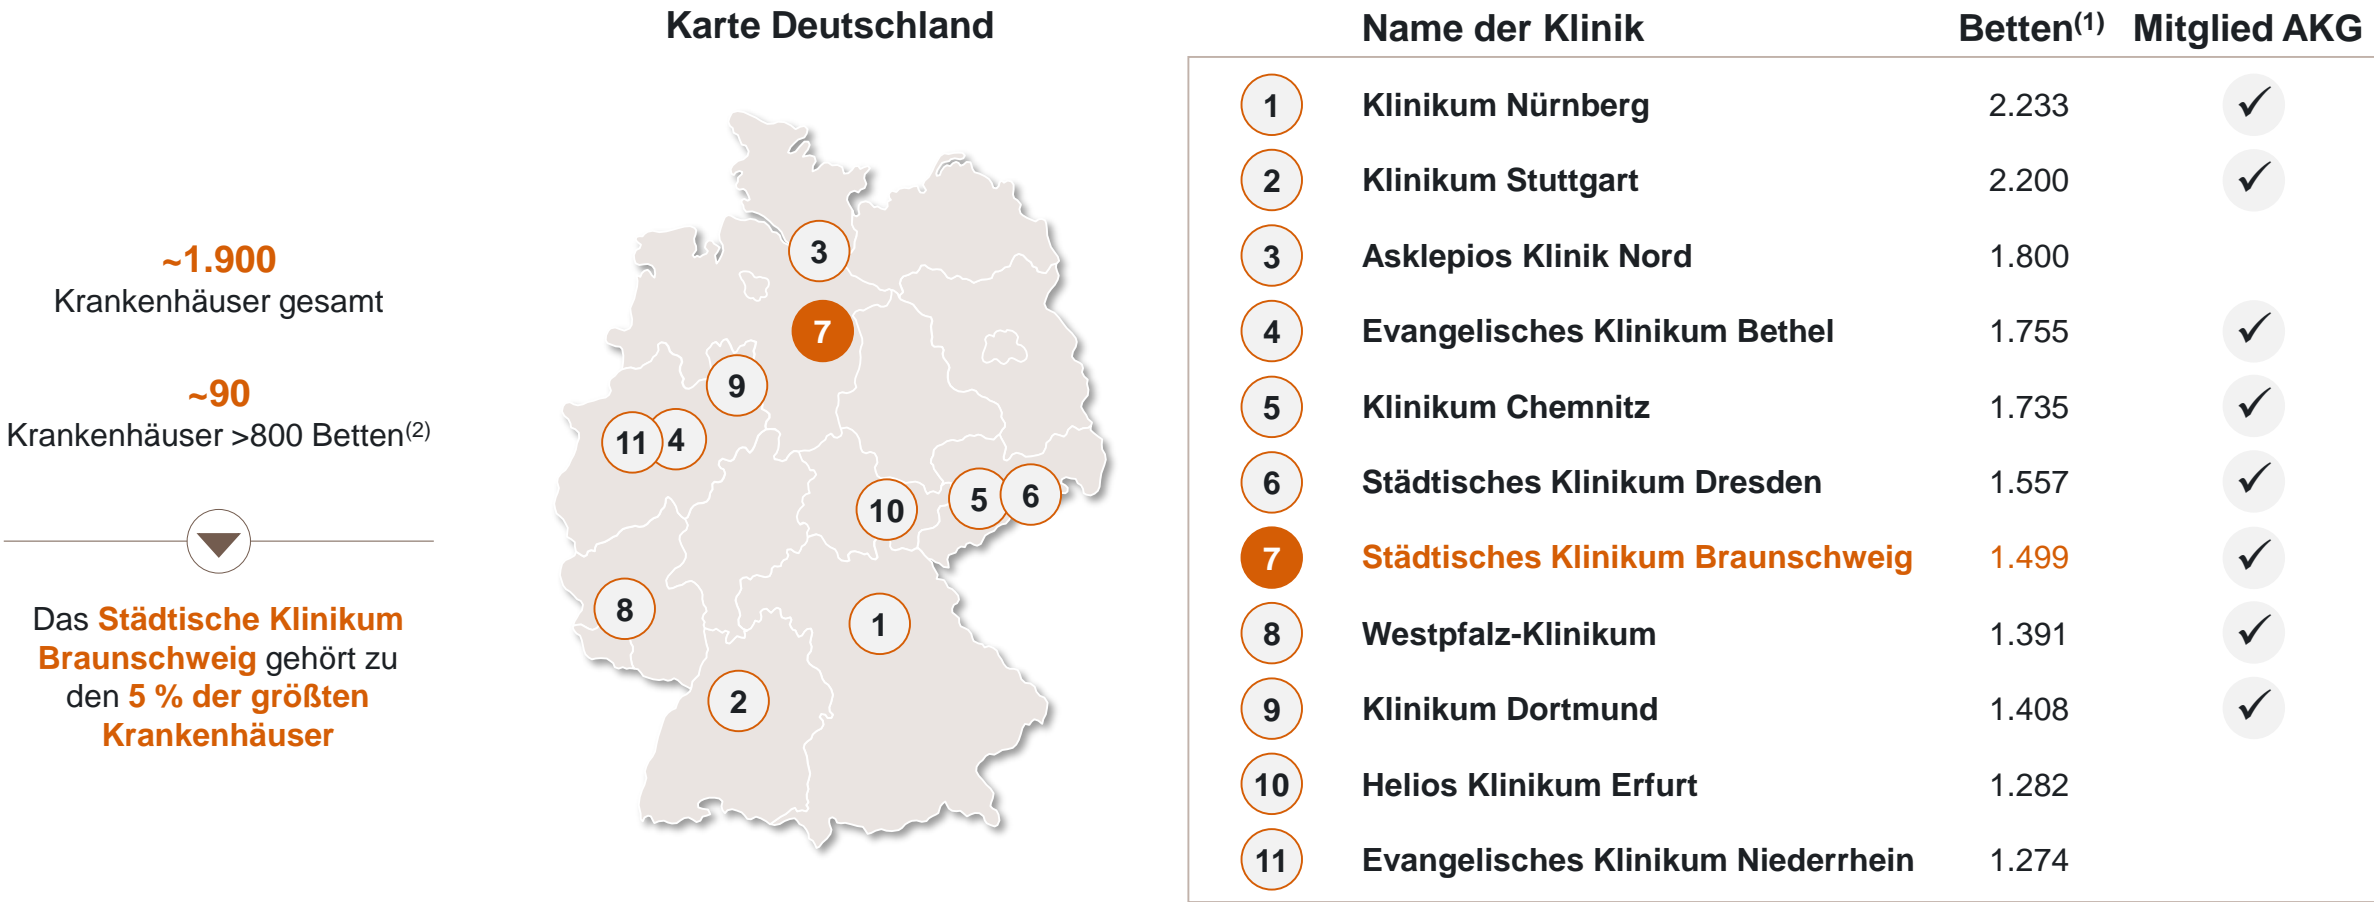 Karte Deutschland
~1.900
Krankenhäuser gesamt
~90
Krankenhäuser >800 Betten(2)
Das Städtische Klinikum
Braunschweig gehört zu
den 5 % der größten
Krankenhäuser
3
7
9
11 4
10 5 6
8 1
2
Name der Klinik Betten(1) Mitglied AKG
1 Klinikum Nürnberg 2.233 ✓
2 Klinikum Stuttgart 2.200 ✓
3 Asklepios Klinik Nord 1.800
4 Evangelisches Klinikum Bethel 1.755 ✓
5 Klinikum Chemnitz 1.735 ✓
6 Städtisches Klinikum Dresden 1.557 ✓
7 Städtisches Klinikum Braunschweig 1.499 ✓
8 Westpfalz-Klinikum 1.391 ✓
9 Klinikum Dortmund 1.408 ✓
10 Helios Klinikum Erfurt 1.282
11 Evangelisches Klinikum Niederrhein 1.274